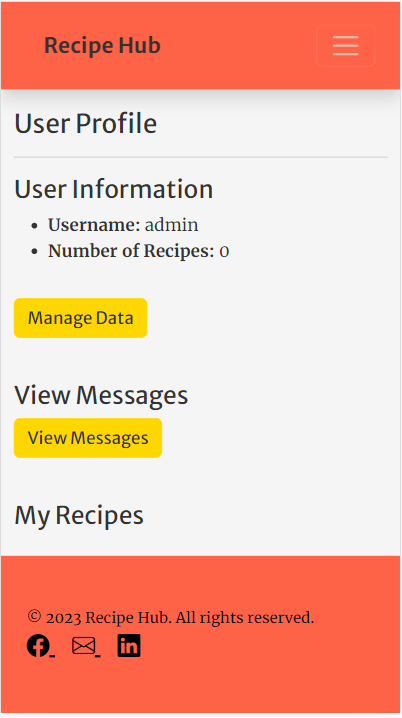 Recipe Hub
User Profile
User Information
• Username: admin
• Number of Recipes: 0
Manage Data
View Messages
View Messages
My Recipes
© 2023 Recipe Hub. All rights reserved.